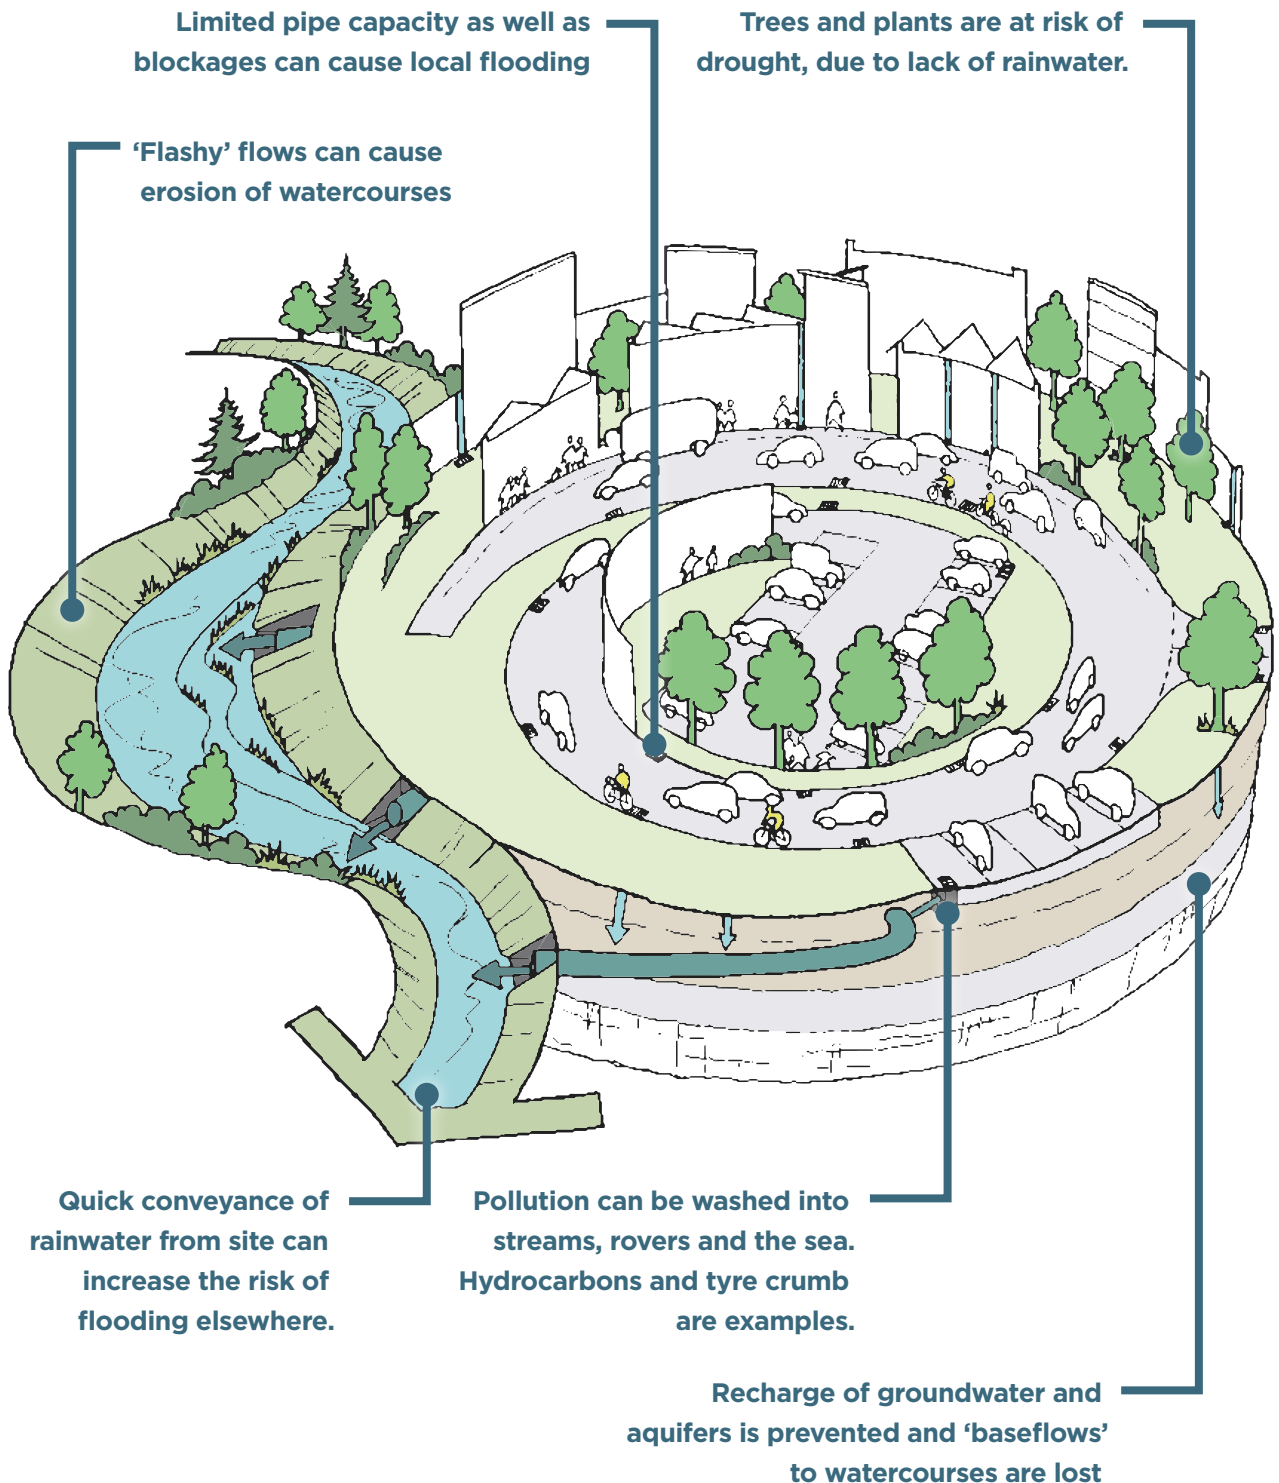 Limited pipe capacity as well as
blockages can cause local flooding
Trees and plants are at risk of
drought, due to lack of rainwater.
‘Flashy’ flows can cause
erosion of watercourses
Quick conveyance of
rainwater from site can
increase the risk of
flooding elsewhere.
Pollution can be washed into
streams, rovers and the sea.
Hydrocarbons and tyre crumb
are examples.
Recharge of groundwater and
aquifers is prevented and ‘baseflows’
to watercourses are lost